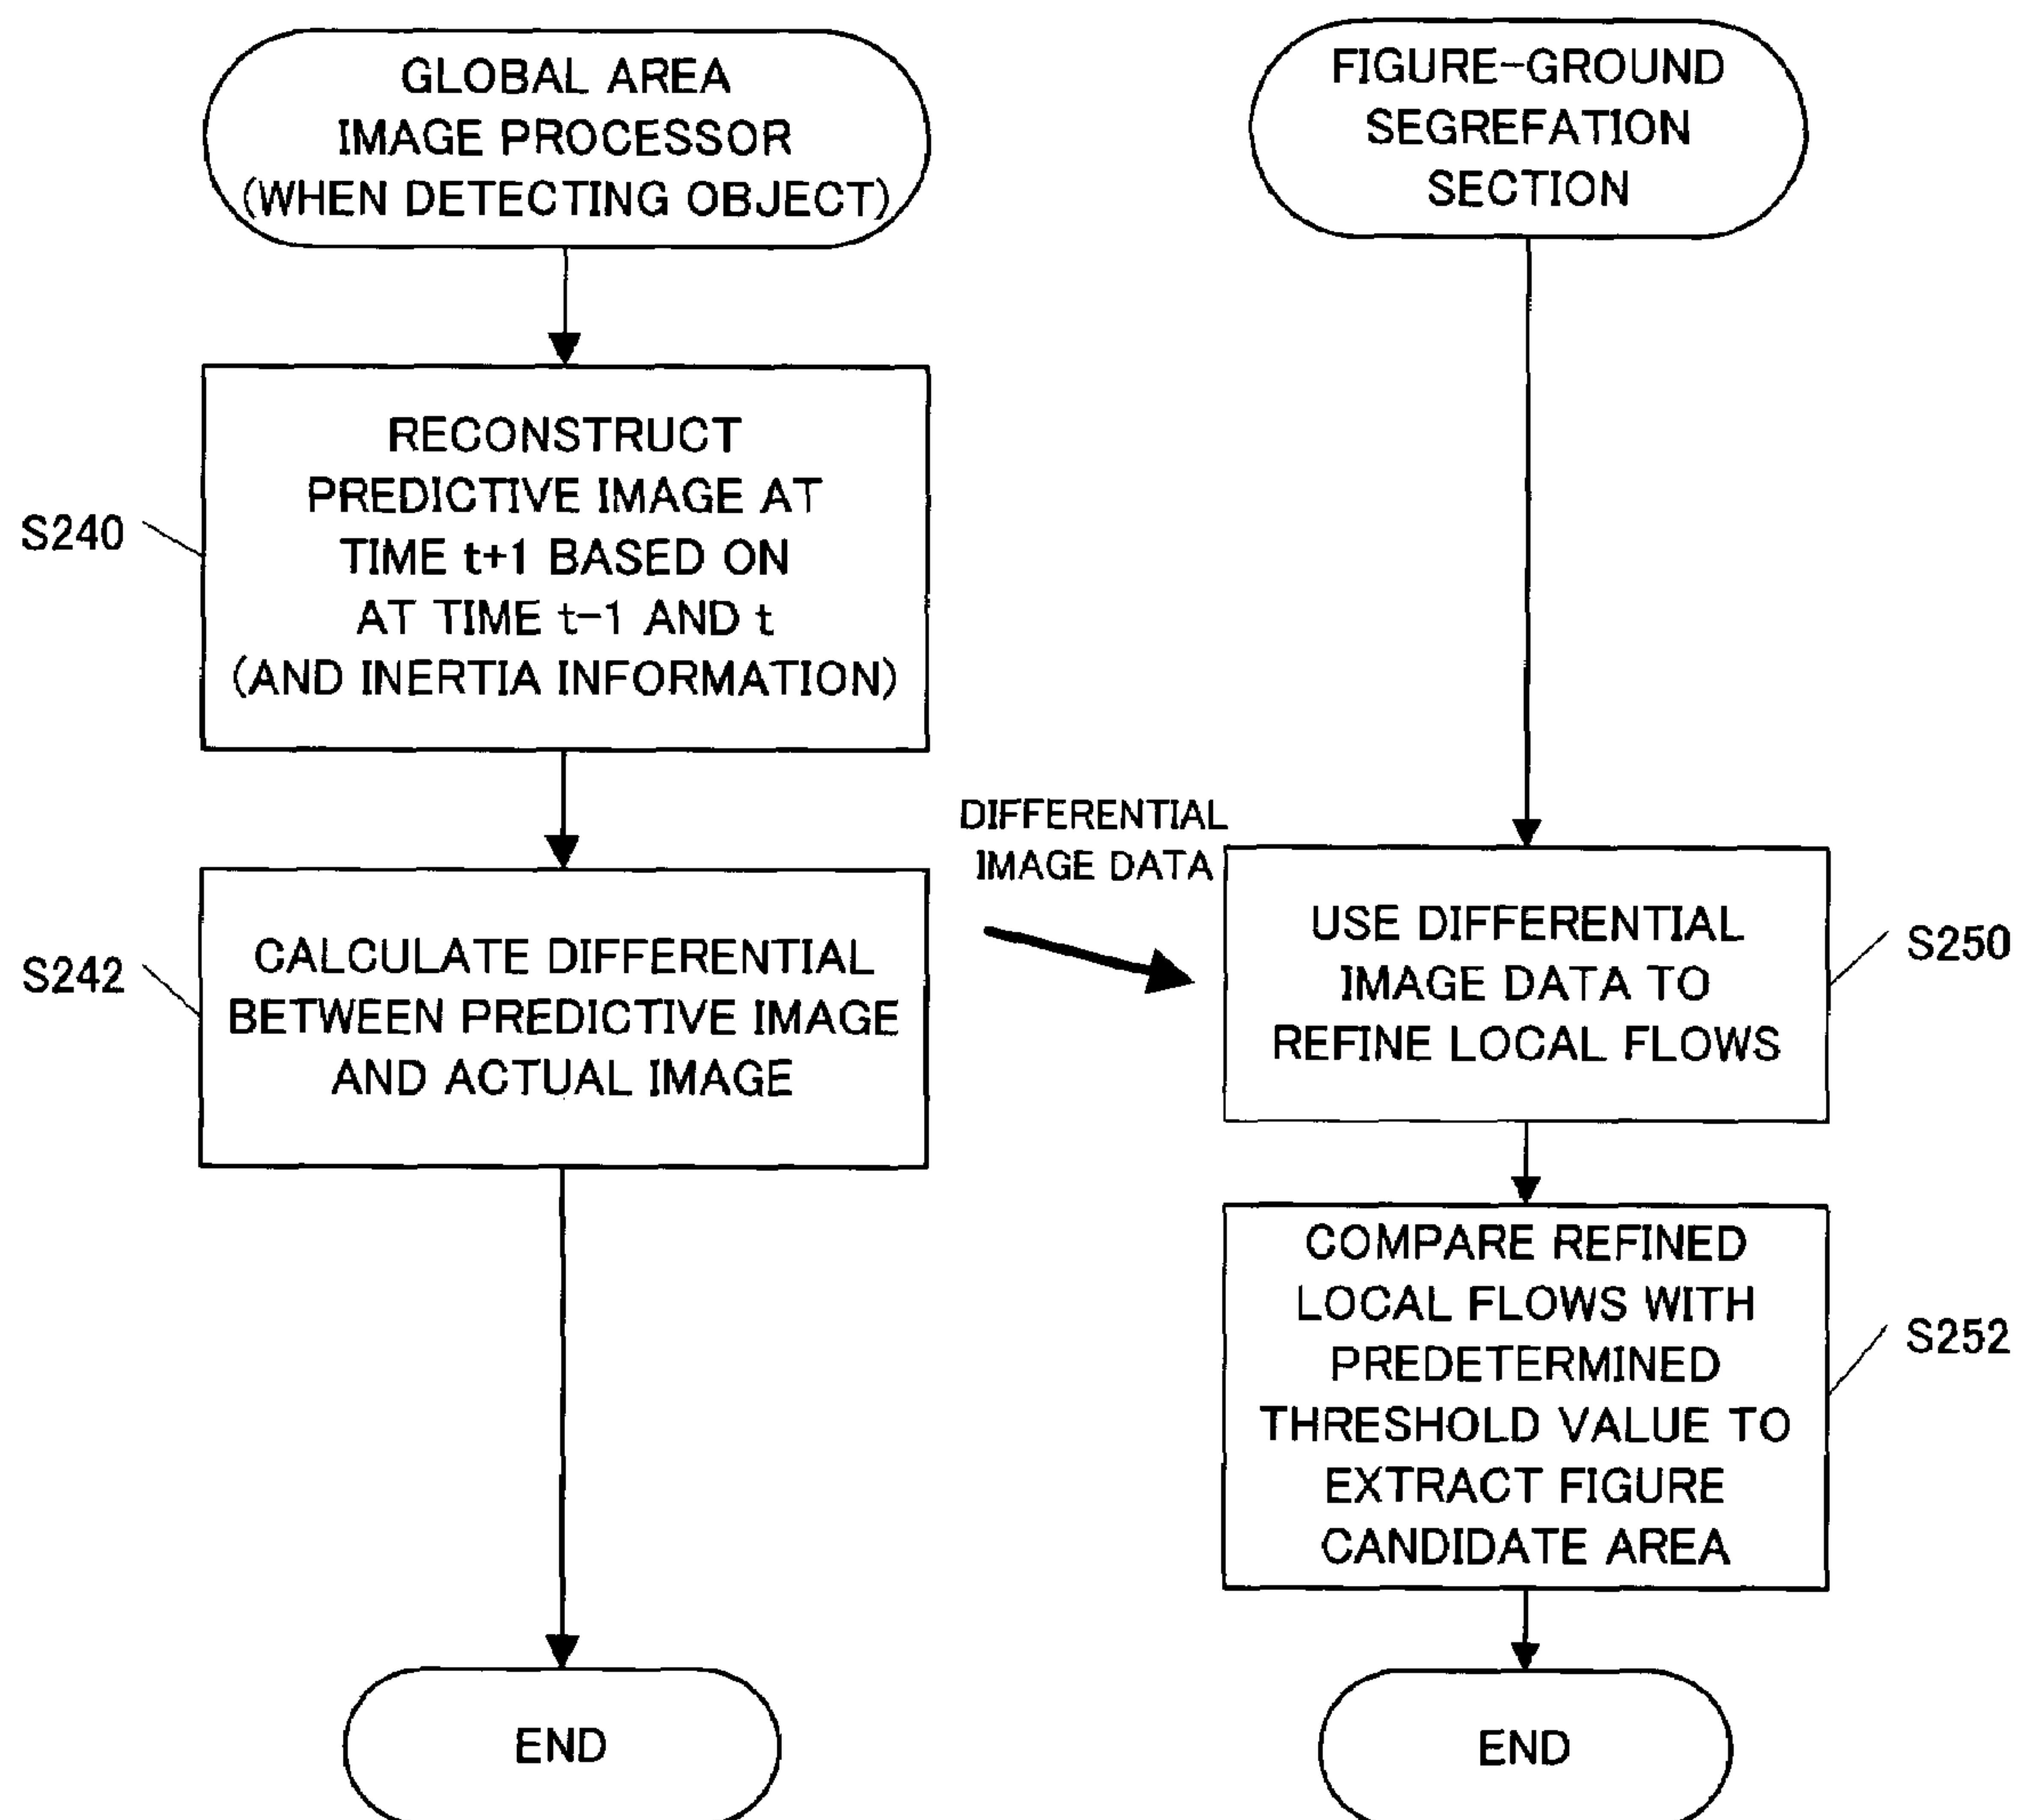 GLOBAL AREA
IMAGE PROCESSOR
(WHEN DETECTING OBJECT)
S240
RECONSTRUCT
PREDICTIVE IMAGE AT
TIME t+1 BASED ON
AT TIME t-1 AND t
(AND INERTIA INFORMATION)
S242
CALCULATE DIFFERENTIAL
BETWEEN PREDICTIVE IMAGE
AND ACTUAL IMAGE
END
DIFFERENTIAL
IMAGE DATA
FIGURE-GROUND
SEGREFATION
SECTION
USE DIFFERENTIAL
IMAGE DATA TO
REFINE LOCAL FLOWS
S250
COMPARE REFINED
LOCAL FLOWS WITH
PREDETERMINED
THRESHOLD VALUE TO
EXTRACT FIGURE
CANDIDATE AREA
S252
END